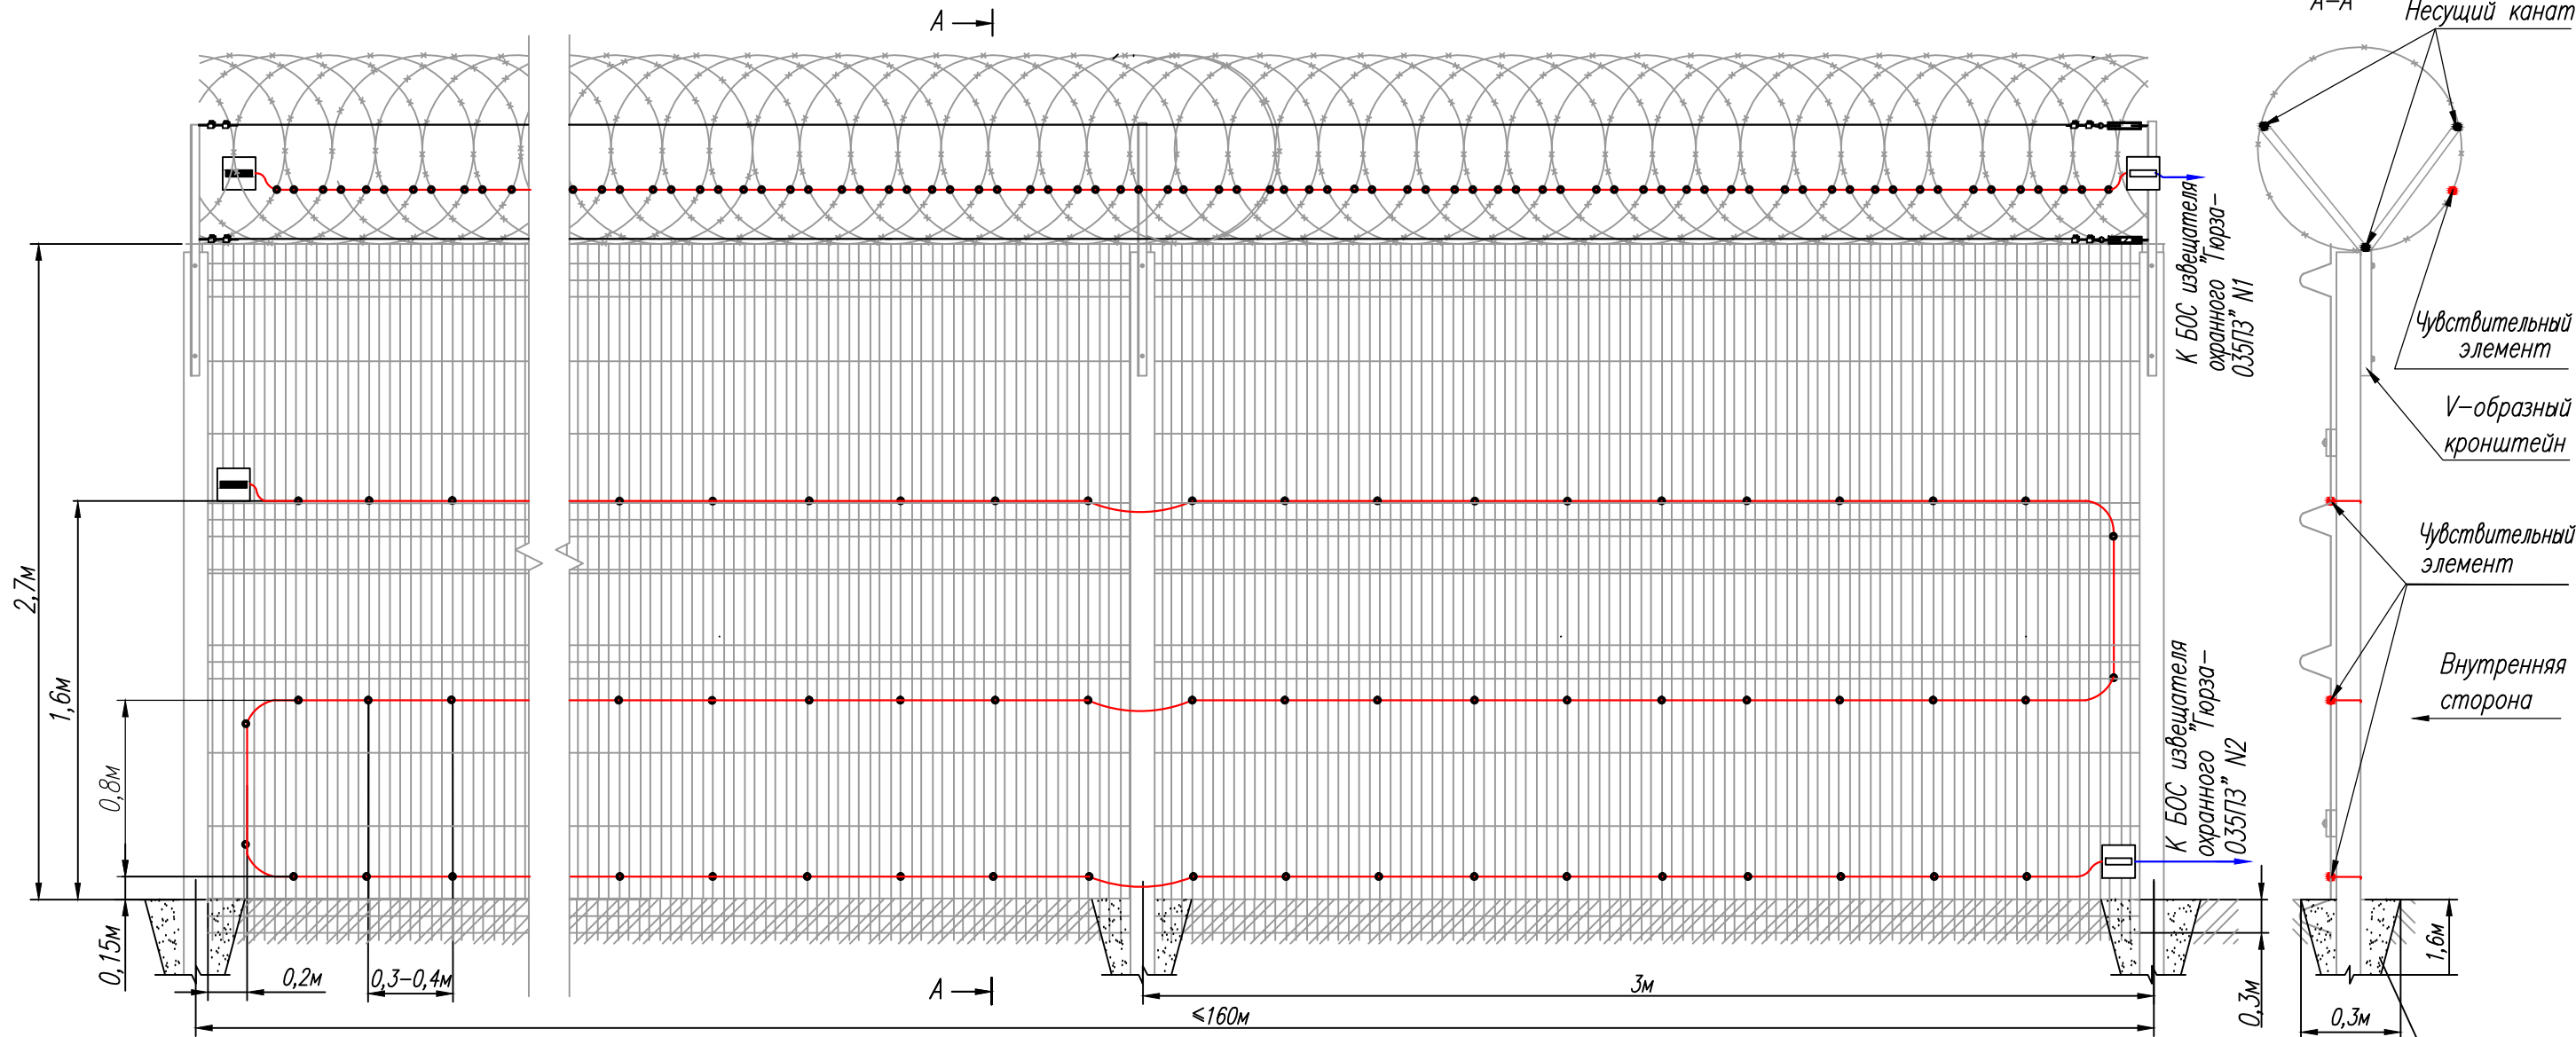 А
А-А
Несущий канат
К БОС извещателя
охранного "Гюрза-
035ПЗ" N1
Чувствительный
элемент
V-образный
кронштейн
2,7м
1,6м
0,8м
0,15м
0,2м
0,3-0,4м
Чувствительный
элемент
Внутренняя
сторона
К БОС извещателя
охранного "Гюрза-
035ПЗ" N2
А
3м
≤160м
0,3м
0,3м
1,6м